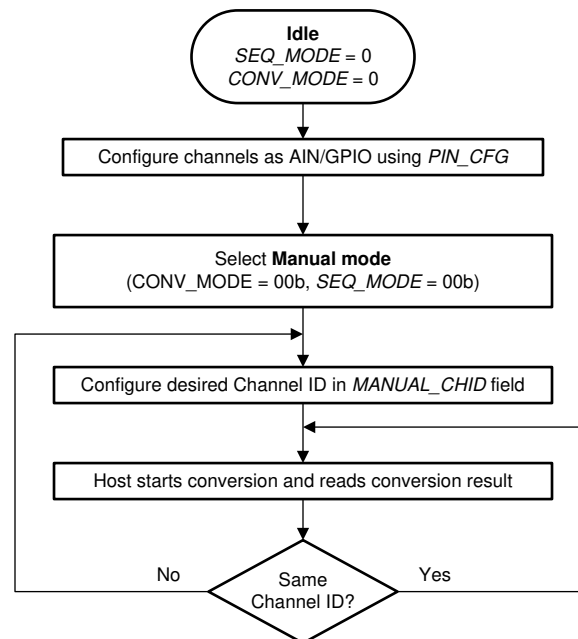 Idle
SEQ_MODE = 0
CONV_MODE = 0
Configure channels as AIN/GPIO using PIN_CFG
Select Manual mode
(CONV_MODE = 00b, SEQ_MODE = 00b)
Configure desired Channel ID in MANUAL_CHID field
Host starts conversion and reads conversion result
No
Same
Channel ID?
Yes